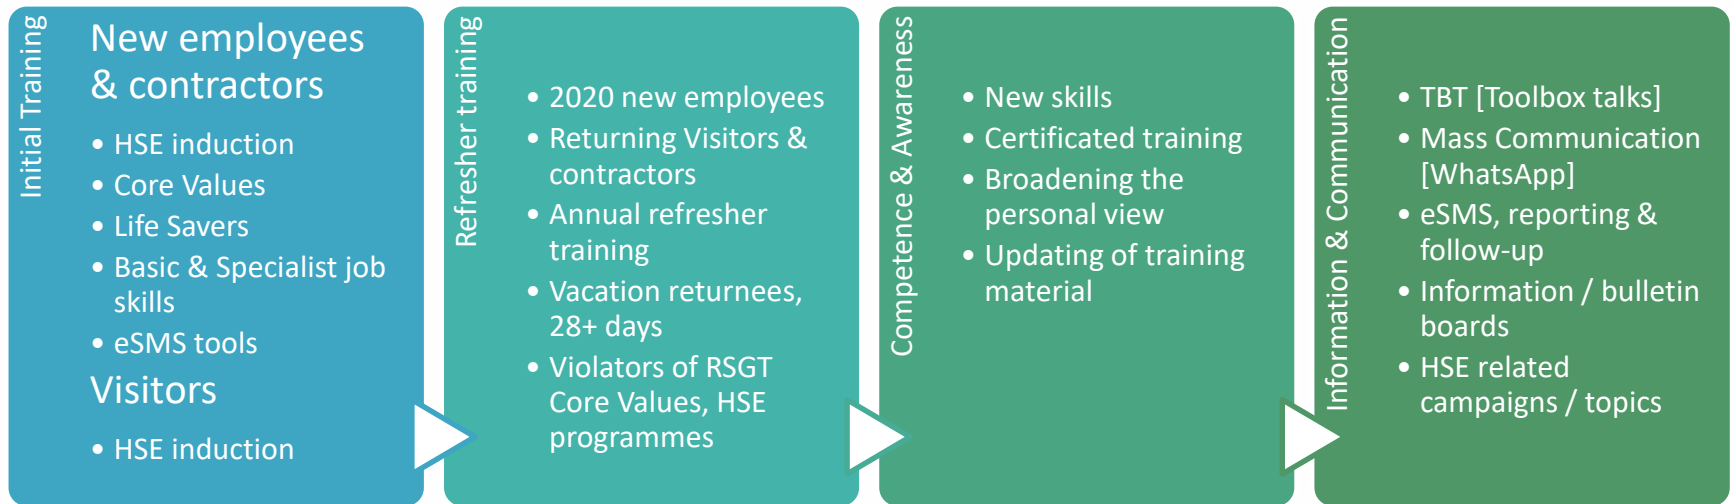 Initial Training
New employees
& contractors
• HSE induction
• Core Values
• Life Savers
• Basic & Specialist job
skills
• eSMS tools
Visitors
• HSE induction
Refresher training
• 2020 new employees
• Returning Visitors &
contractors
• Annual refresher
training
• Vacation returnees,
28+ days
• Violators of RSGT
Core Values, HSE
programmes
Competence & Awareness
• New skills
• Certificated training
• Broadening the
personal view
• Updating of training
material
Information & Communication
• TBT [Toolbox talks]
• Mass Communication
[WhatsApp]
• eSMS, reporting &
follow-up
• Information / bulletin
boards
• HSE related
campaigns / topics